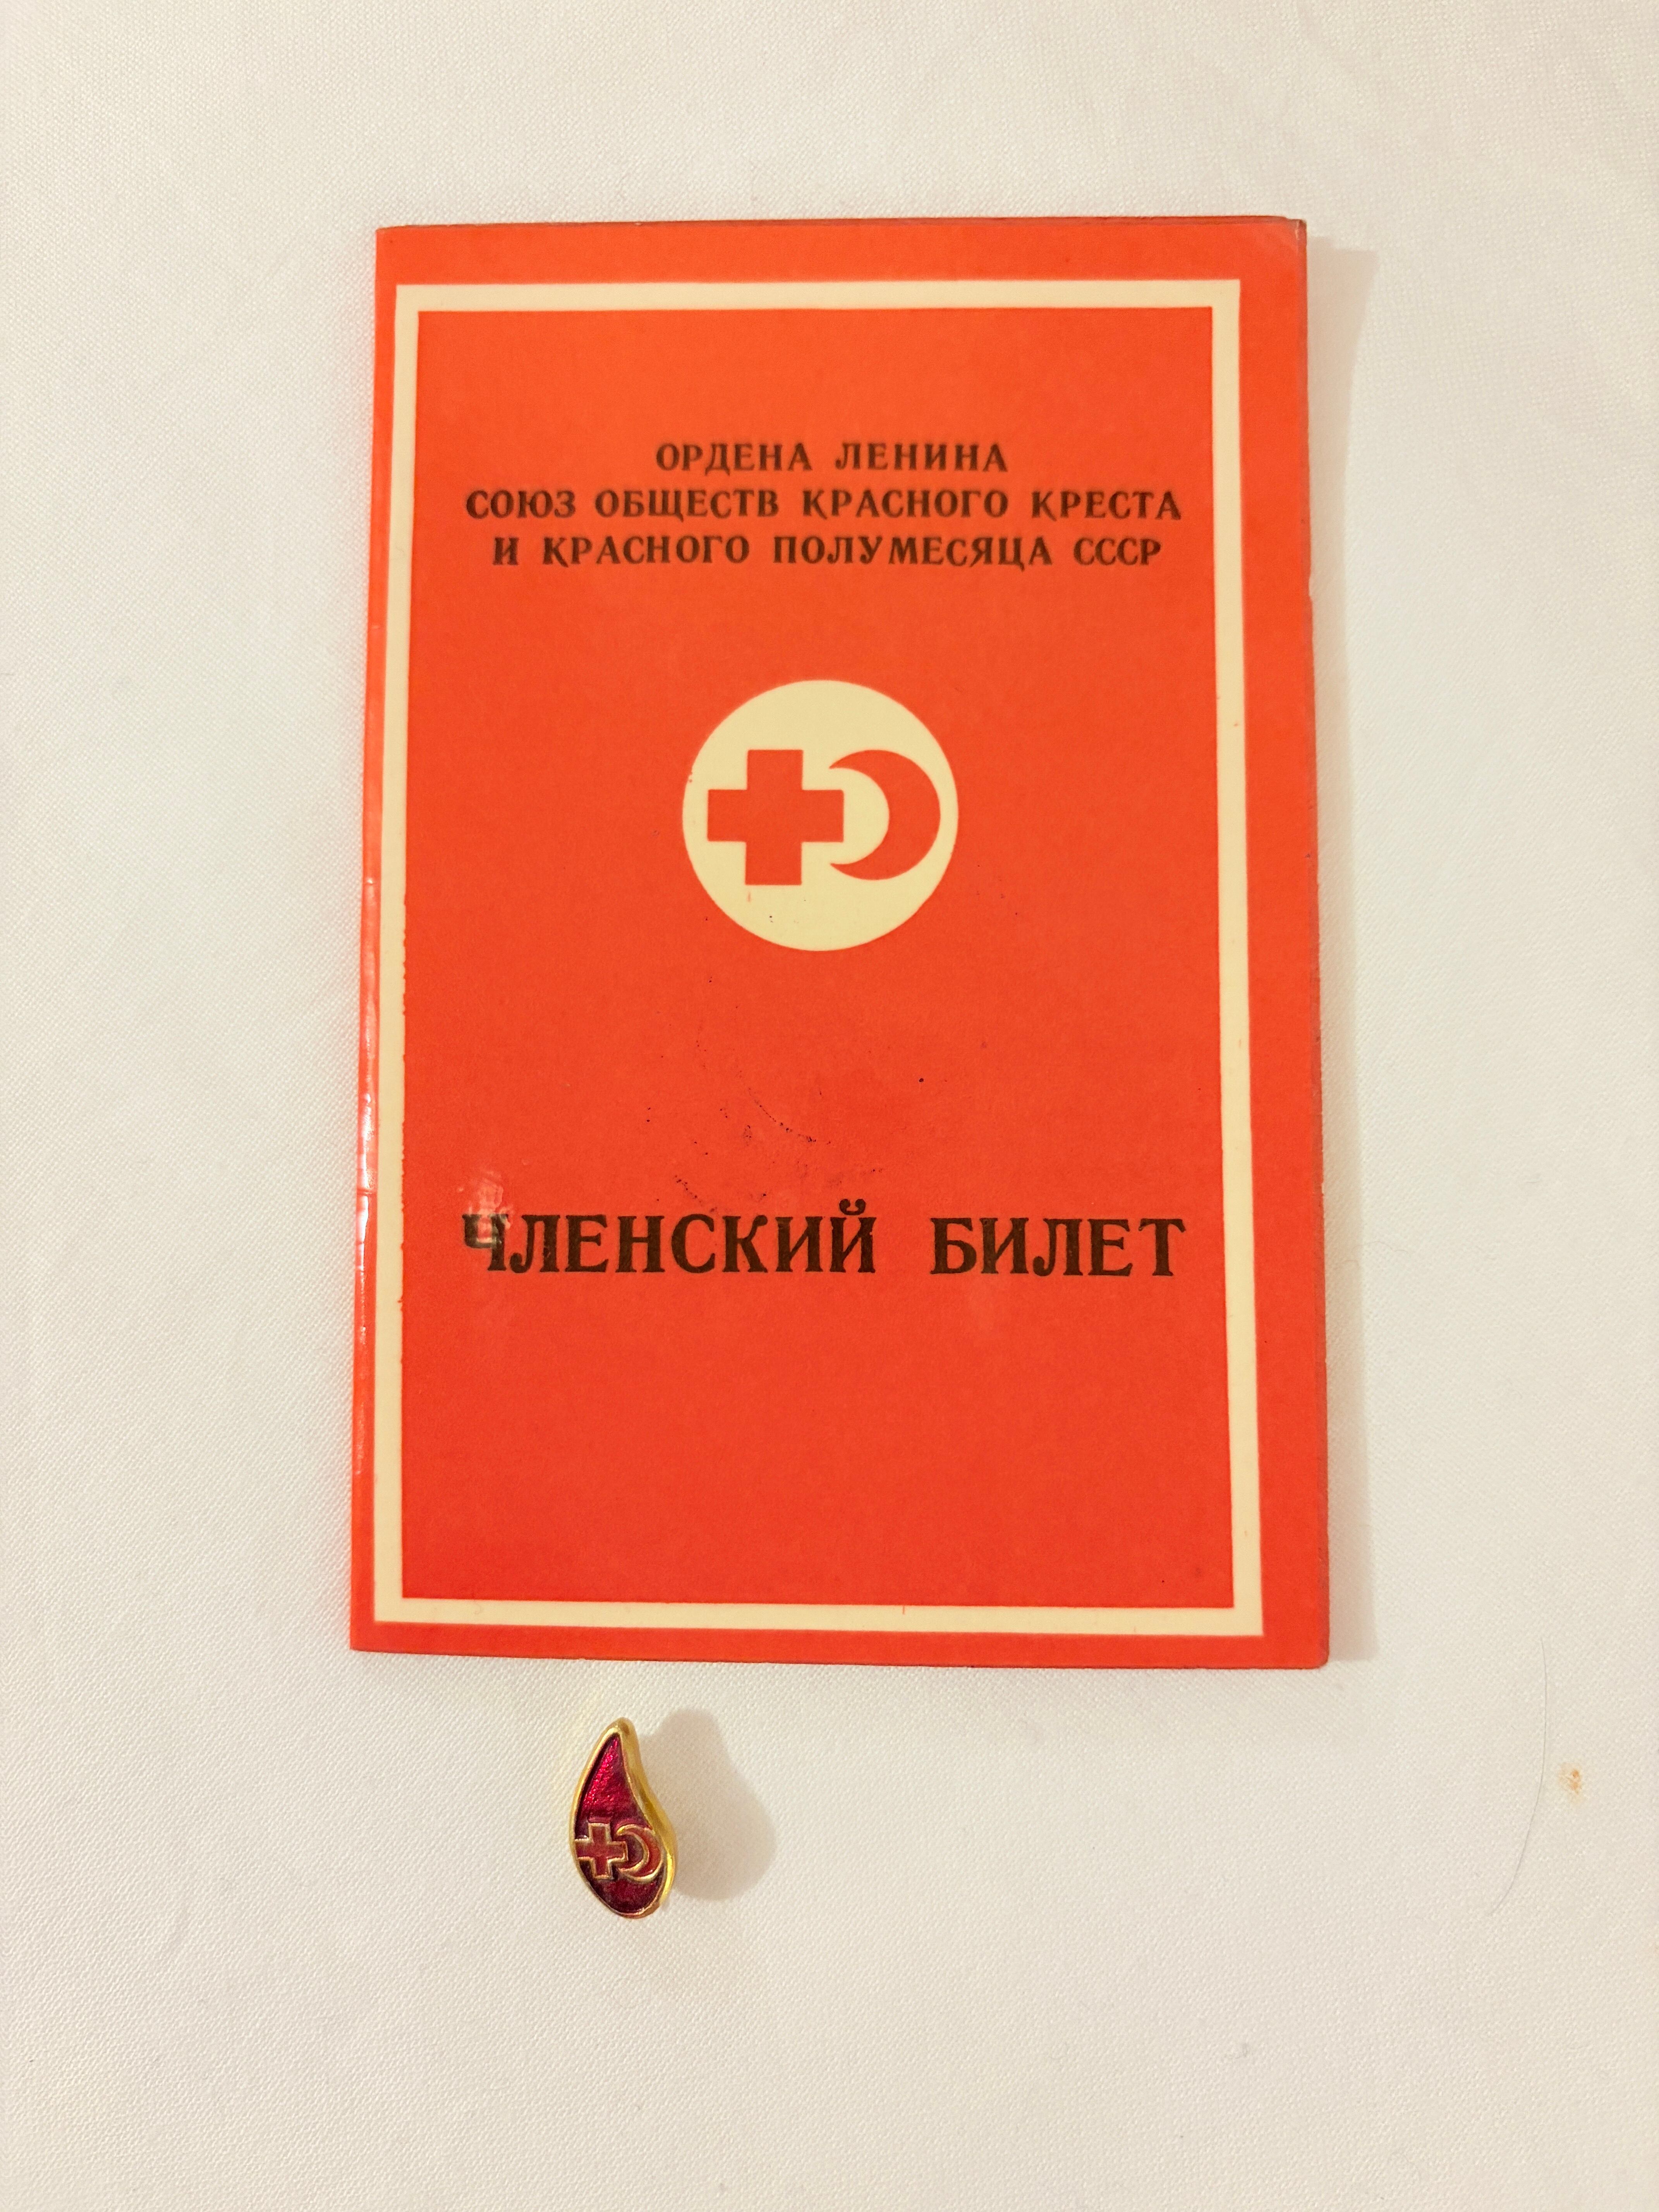 ОРДЕНА ЛЕНИНА
СОЮЗ ОБЩЕСТВ КРАСНОГО КРЕСТА
И КРАСНОГО ПОЛУМЕСЯЦА СССР
ЧЛЕНСКИЙ БИЛЕТ